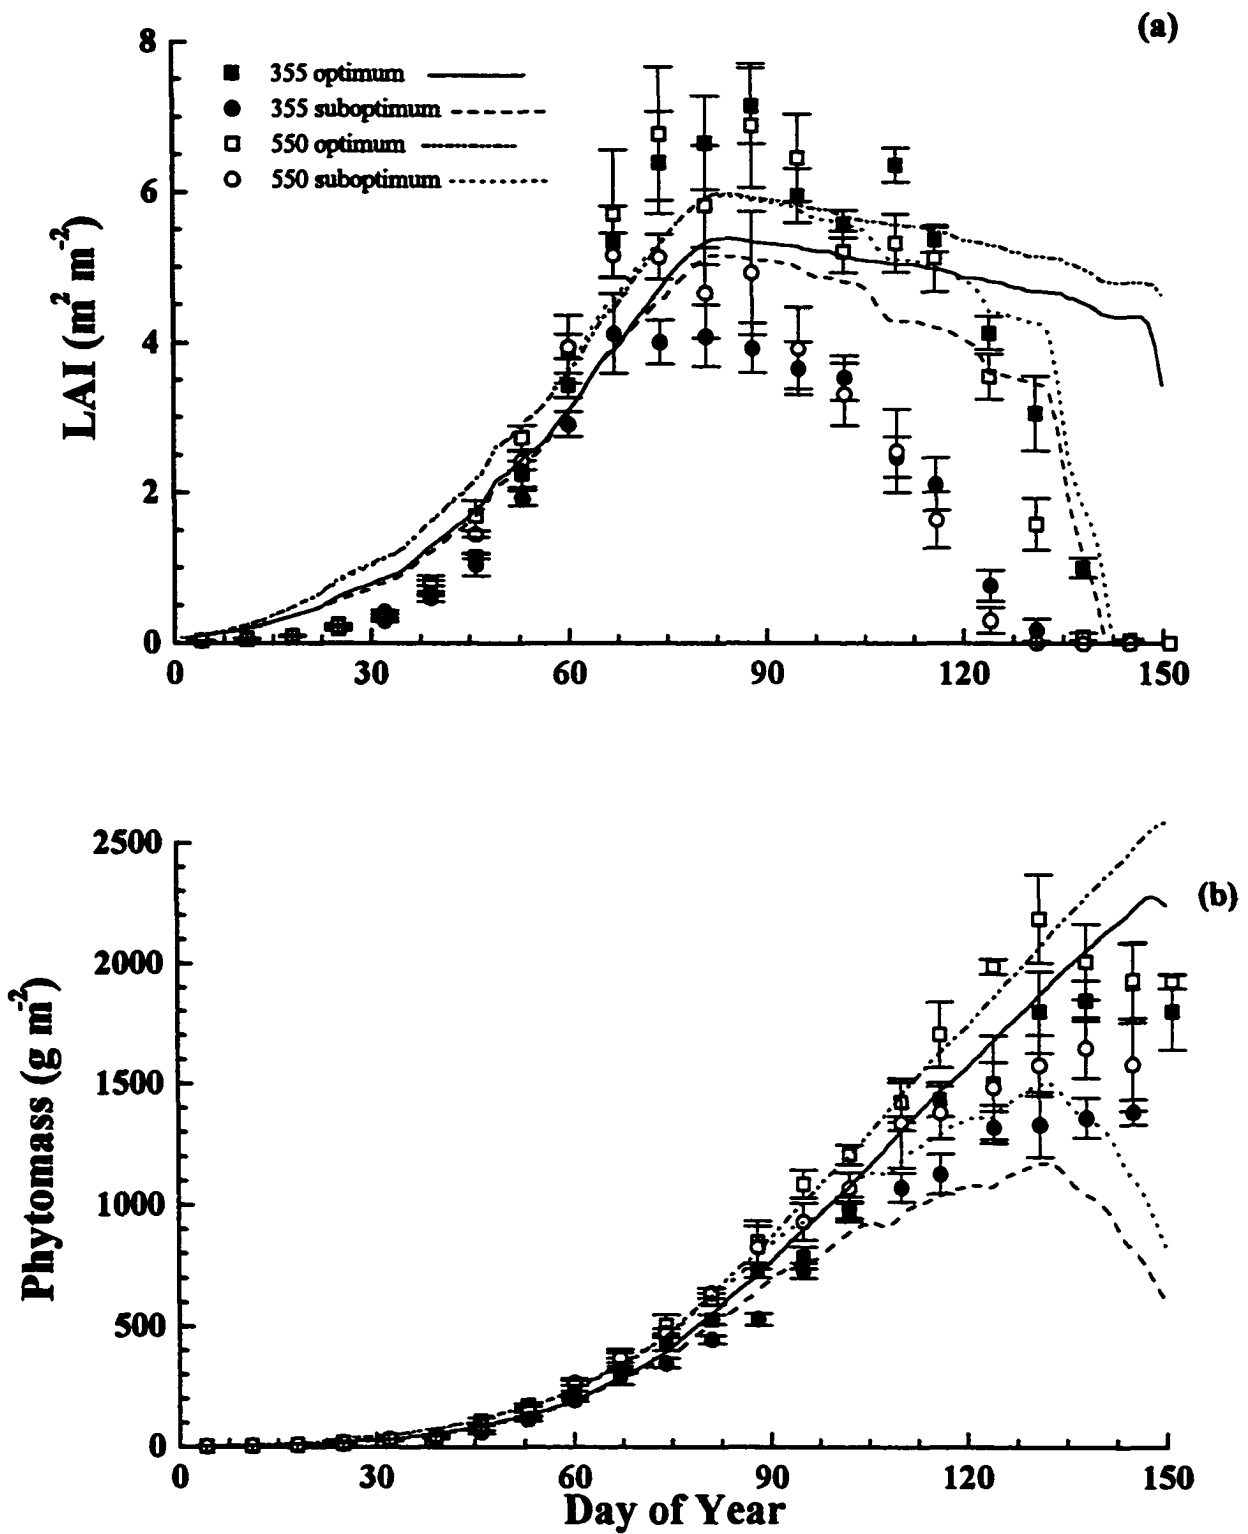 (a)
8
355 optimum
355 suboptimum
550 optimum
550 suboptimum
6
LAI (m² m⁻²)
4
2
0
0 30 60 90 120 150
2500
(b)
2000
Phytomass (g m⁻²)
1500
1000
500
0
0 30 60 90 120 150
Day of Year